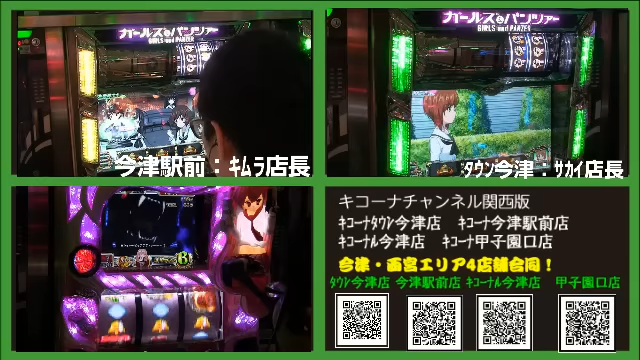 ガールズ&パンツァー
GIRLS und PANZER
今津駅前:ｷﾑﾗ店長
ガールズ&パンツァー
GIRLS und PANZER
ﾀｳﾝ今津:ｻｶｲ店長
キコーナチャンネル関西版
ｷｺｰﾅﾀｳﾝ今津店 ｷｺｰﾅ今津駅前店
ｷｺｰﾅﾙ今津店 ｷｺｰﾅ甲子園口店
今津・西宮エリア4店舗合同!
ﾀｳﾝ今津店 今津駅前店 ｷｺｰﾅﾙ今津店 甲子園口店